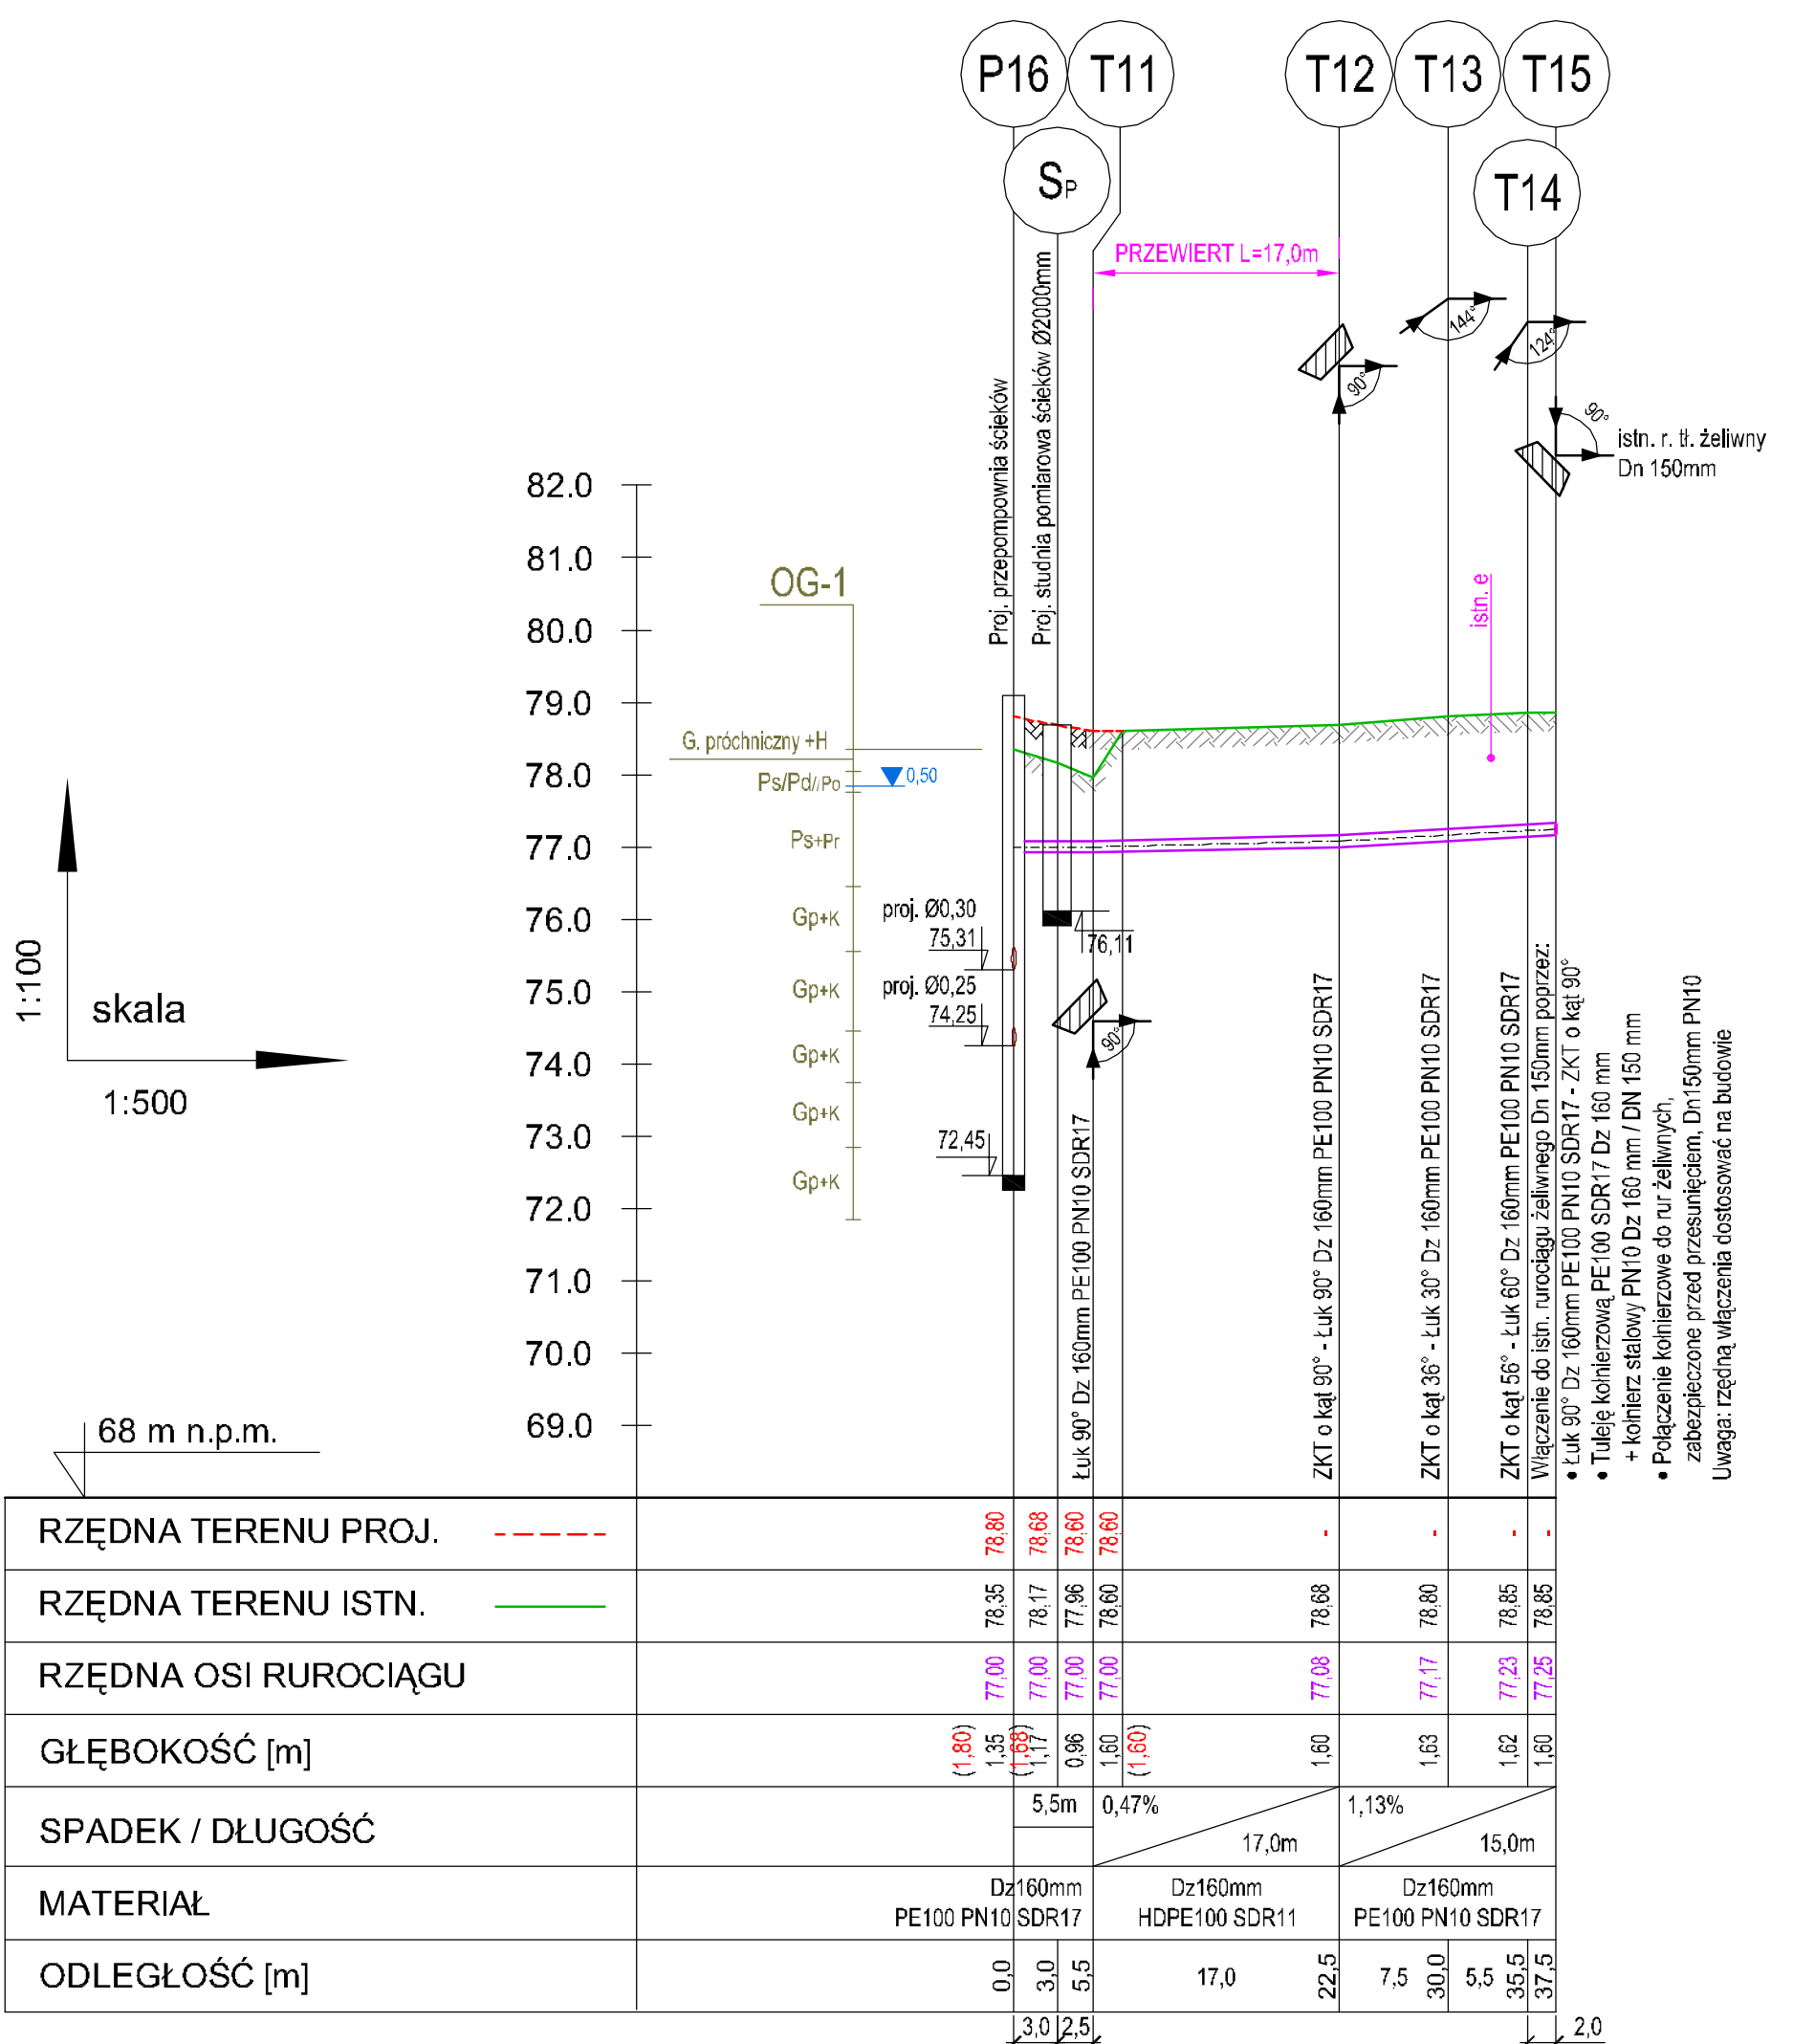 P16
T11
T12
T13
T15
SP
T14
PRZEWIERT L=17,0m
Proj. przepompownia ścieków
Proj. studnia pomiarowa ścieków Ø2000mm
90°
144°
124°
90°
istn. r. tł. żeliwny
Dn 150mm
istn. e
82.0
81.0
80.0
79.0
78.0
77.0
76.0
75.0
74.0
73.0
72.0
71.0
70.0
69.0
OG-1
G. próchniczny +H
Ps/Pd//Po
0,50
Ps+Pr
Gp+K
Gp+K
Gp+K
Gp+K
Gp+K
proj. Ø0,30
75,31
proj. Ø0,25
74,25
72,45
76,11
90°
1:100
skala
1:500
68 m n.p.m.
Łuk 90° Dz 160mm PE100 PN10 SDR17
ZKT o kąt 90° - Łuk 90° Dz 160mm PE100 PN10 SDR17
ZKT o kąt 36° - Łuk 30° Dz 160mm PE100 PN10 SDR17
ZKT o kąt 56° - Łuk 60° Dz 160mm PE100 PN10 SDR17
Włączenie do istn. rurociągu żeliwnego Dn 150mm poprzez:
• Łuk 90° Dz 160mm PE100 PN10 SDR17 - ZKT o kąt 90°
• Tuleję kołnierzową PE100 SDR17 Dz 160 mm
+ kołnierz stalowy PN10 Dz 160 mm / DN 150 mm
• Połączenie kołnierzowe do rur żeliwnych,
zabezpieczone przed przesunięciem, Dn150mm PN10
Uwaga: rzędną włączenia dostosować na budowie
RZĘDNA TERENU PROJ.
78,80
78,68
78,60
78,60
-
-
-
-
RZĘDNA TERENU ISTN.
78,35
78,17
77,96
78,60
78,68
78,80
78,85
78,85
RZĘDNA OSI RUROCIĄGU
77,00
77,00
77,00
77,00
77,08
77,17
77,23
77,25
GŁĘBOKOŚĆ [m]
(1,80)
1,35
(1,68)
1,17
0,96
1,60
(1,60)
1,60
1,63
1,62
1,60
SPADEK / DŁUGOŚĆ
5,5m
0,47%
17,0m
1,13%
15,0m
MATERIAŁ
Dz160mm
PE100 PN10 SDR17
Dz160mm
HDPE100 SDR11
Dz160mm
PE100 PN10 SDR17
ODLEGŁOŚĆ [m]
0,0
3,0
5,5
17,0
22,5
7,5
30,0
5,5
35,5
37,5
3,0
2,5
2,0